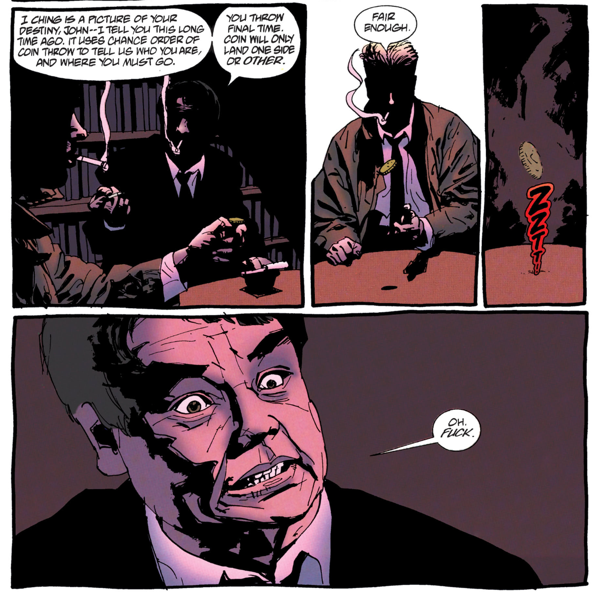 I CHING IS A PICTURE OF YOUR
DESTINY, JOHN--I TELL YOU THIS LONG
TIME AGO. IT USES CHANCE ORDER OF
COIN THROW TO TELL US WHO YOU ARE,
AND WHERE YOU MUST GO.
YOU THROW
FINAL TIME.
COIN WILL ONLY
LAND ONE SIDE
OR OTHER.
FAIR
ENOUGH.
ZZTTT
OH.
FUCK.